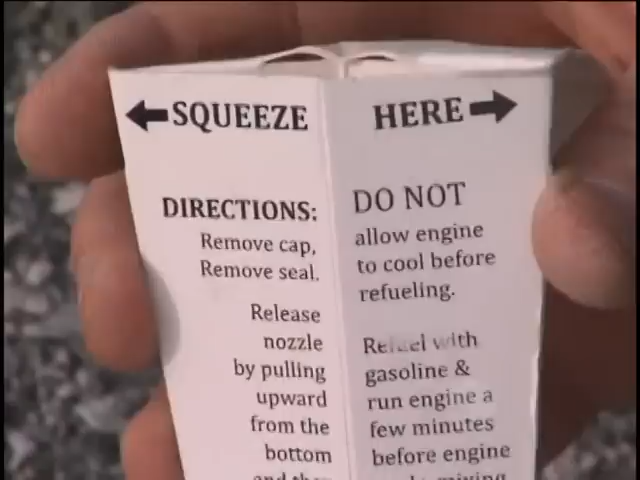 SQUEEZE HERE
DIRECTIONS:
Remove cap,
Remove seal.
Release
nozzle
by pulling
upward
from the
bottom
DO NOT
allow engine
to cool before
refueling.
Refuel with
gasoline &
run engine a
few minutes
before engine